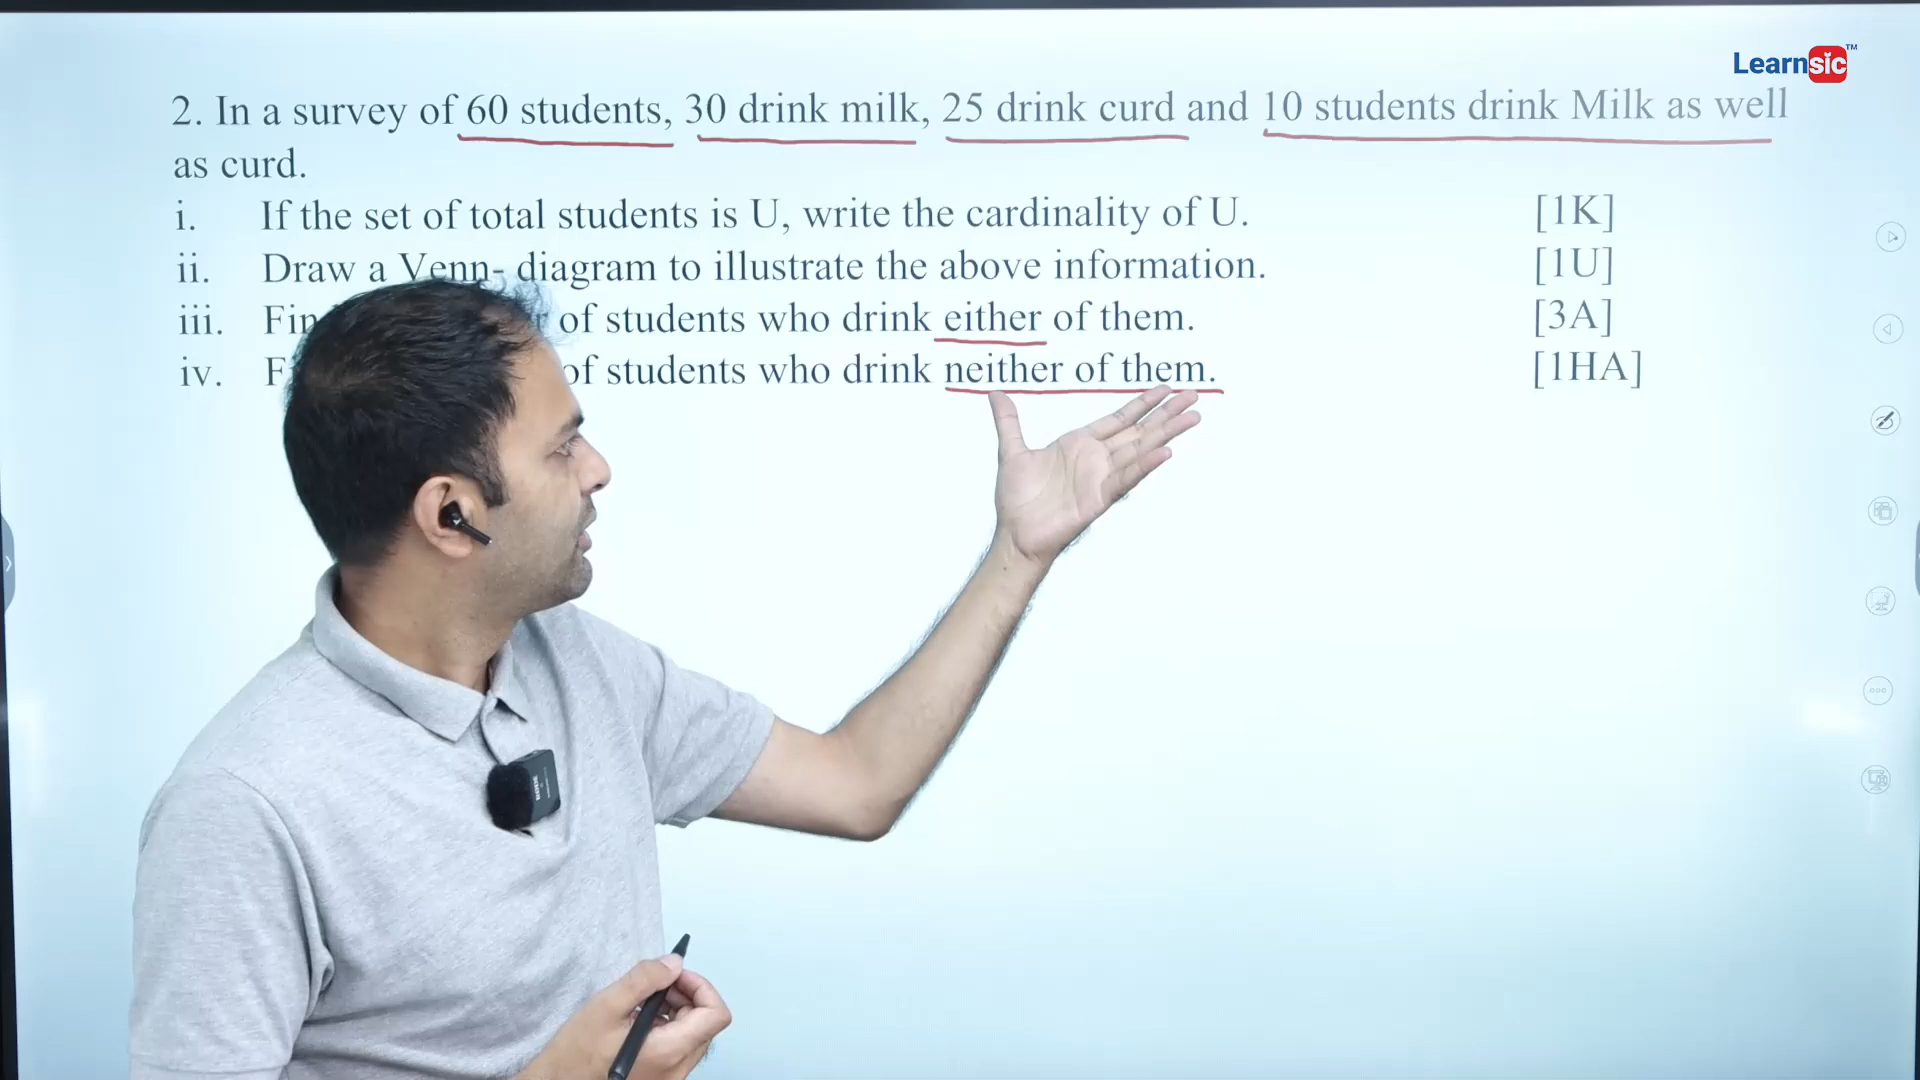 Learnsic™
2. In a survey of 60 students, 30 drink milk, 25 drink curd and 10 students drink Milk as well
as curd.
i. If the set of total students is U, write the cardinality of U. [1K]
ii. Draw a Venn- diagram to illustrate the above information. [1U]
iii. of students who drink either of them. [3A]
iv. of students who drink neither of them. [1HA]